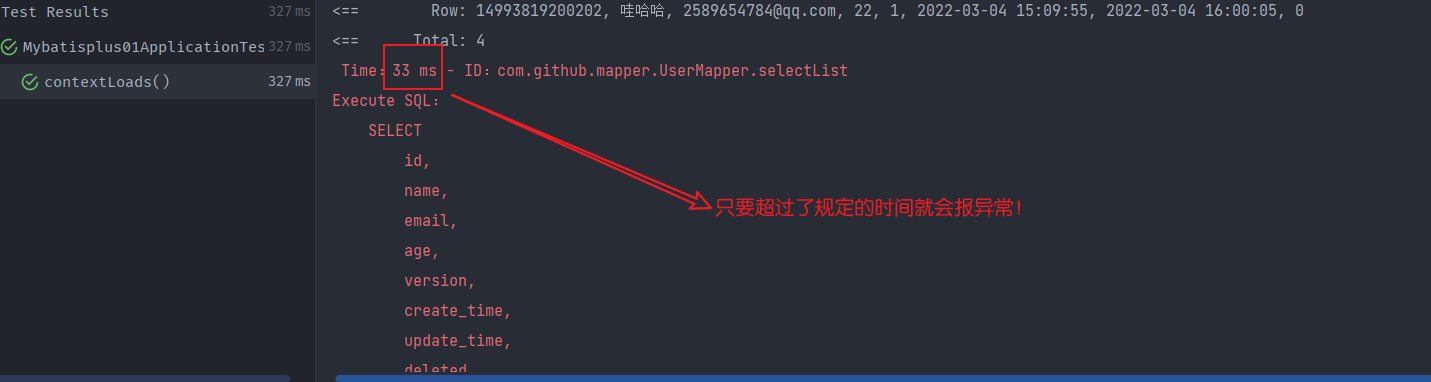 Test Results 327 ms
Mybatisplus01ApplicationTes 327 ms
contextLoads() 327 ms
<== Row: 14993819200202, 哇哈哈, 2589654784@qq.com, 22, 1, 2022-03-04 15:09:55, 2022-03-04 16:00:05, 0
<== Total: 4
Time：33 ms - ID：com.github.mapper.UserMapper.selectList
Execute SQL：
SELECT
id,
name,
只要超过了规定的时间就会报异常!
email,
age,
version,
create_time,
update_time,
deleted